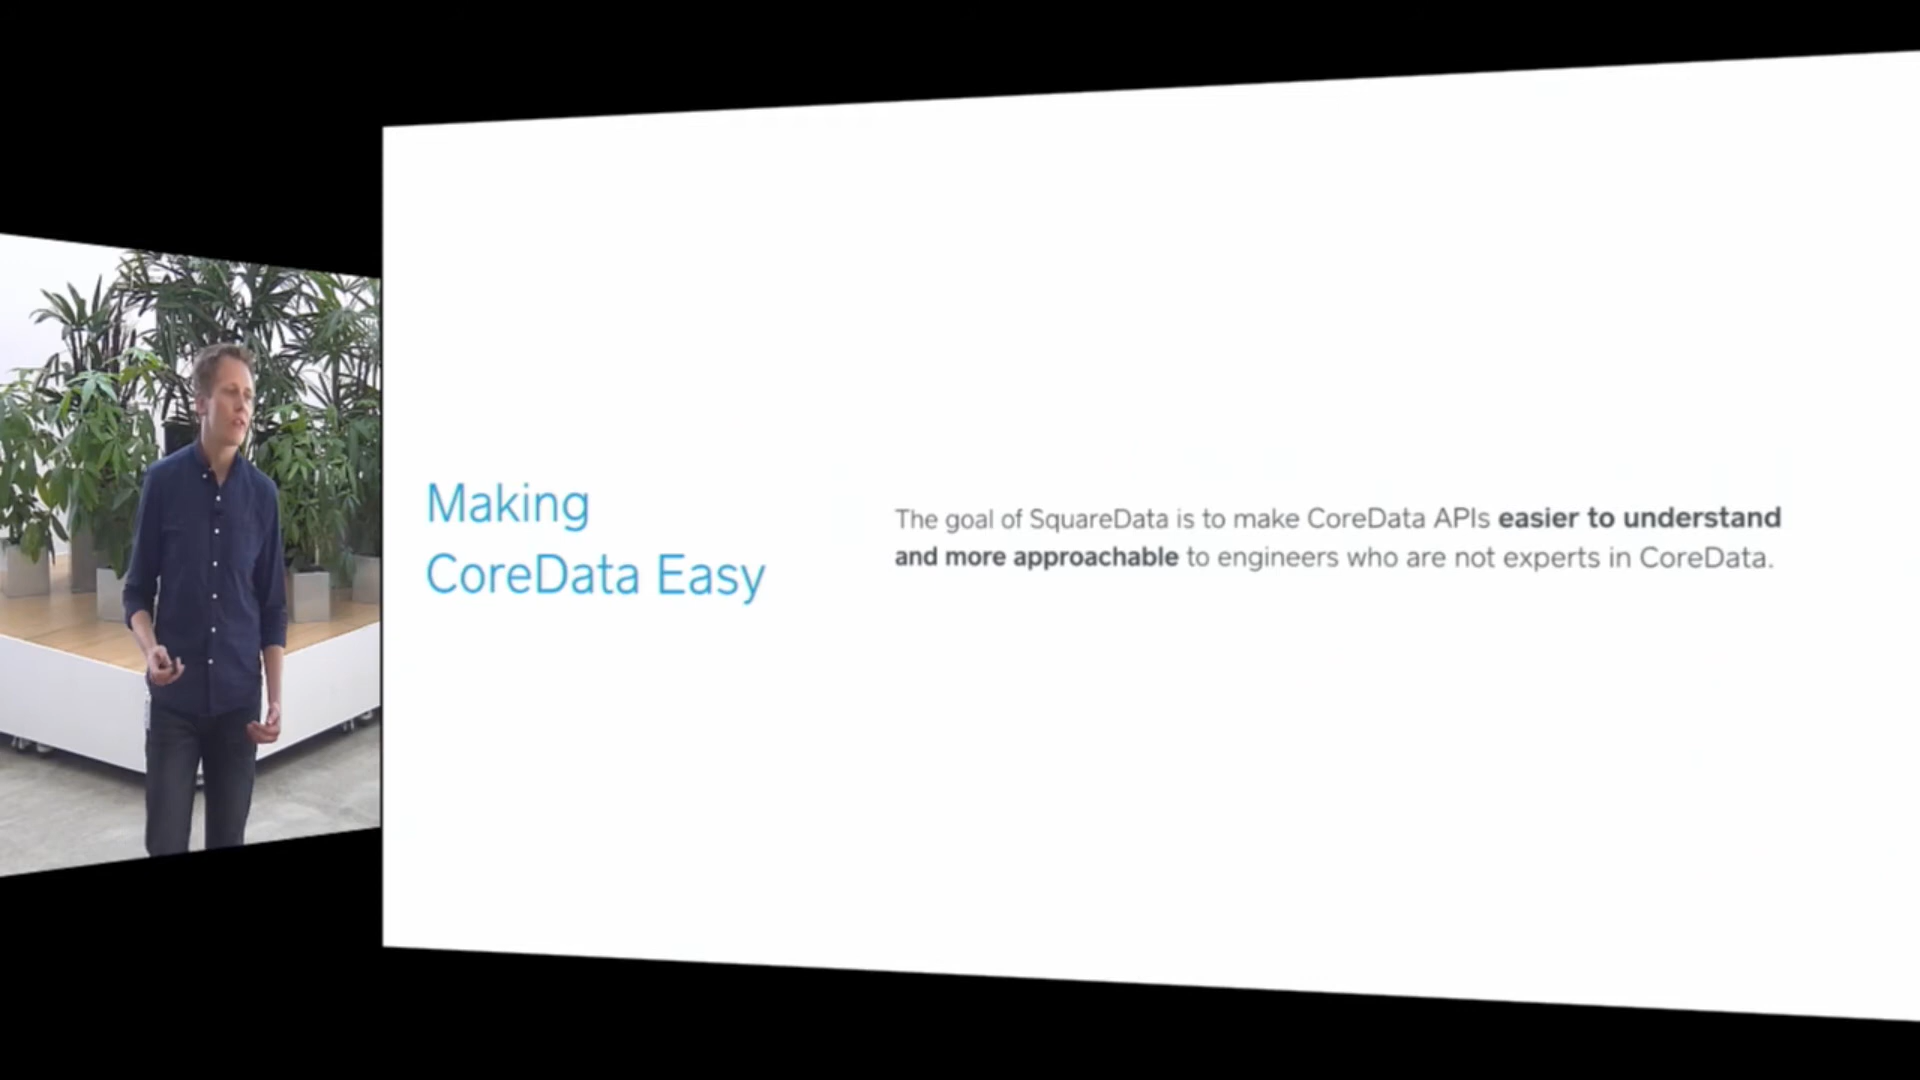 Making
CoreData Easy
The goal of SquareData is to make CoreData APIs easier to understand
and more approachable to engineers who are not experts in CoreData.